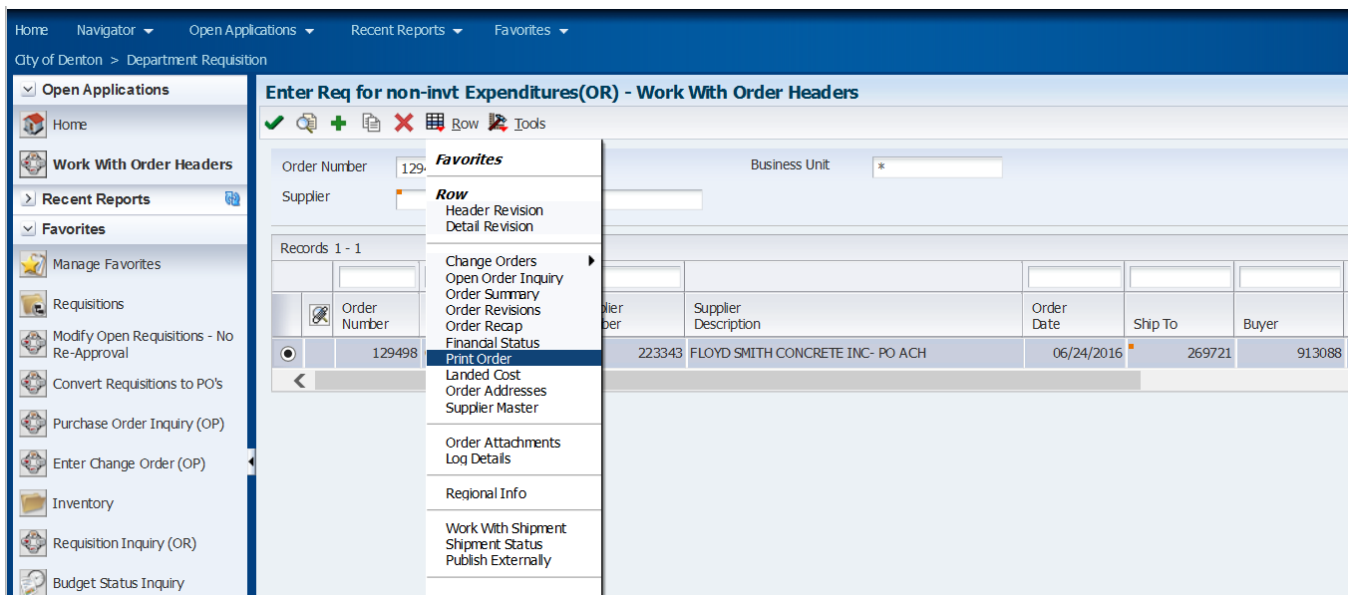 Home Navigator Open Applications Recent Reports Favorites
City of Denton > Department Requisition
Open Applications
Home
Work With Order Headers
Recent Reports
Favorites
Manage Favorites
Requisitions
Modify Open Requisitions - No
Re-Approval
Convert Requisitions to PO's
Purchase Order Inquiry (OP)
Enter Change Order (OP)
Inventory
Requisition Inquiry (OR)
Budget Status Inquiry
Enter Req for non-invt Expenditures(OR) - Work With Order Headers
Row Tools
Order Number 1294 Business Unit *
Supplier
Records 1 - 1
Order
Number
Supplier
Description
Order
Date
Ship To
Buyer
129498 223343 FLOYD SMITH CONCRETE INC- PO ACH 06/24/2016 269721 913088
Favorites
Row
Header Revision
Detail Revision
Change Orders
Open Order Inquiry
Order Summary
Order Revisions
Order Recap
Financial Status
Print Order
Landed Cost
Order Addresses
Supplier Master
Order Attachments
Log Details
Regional Info
Work With Shipment
Shipment Status
Publish Externally